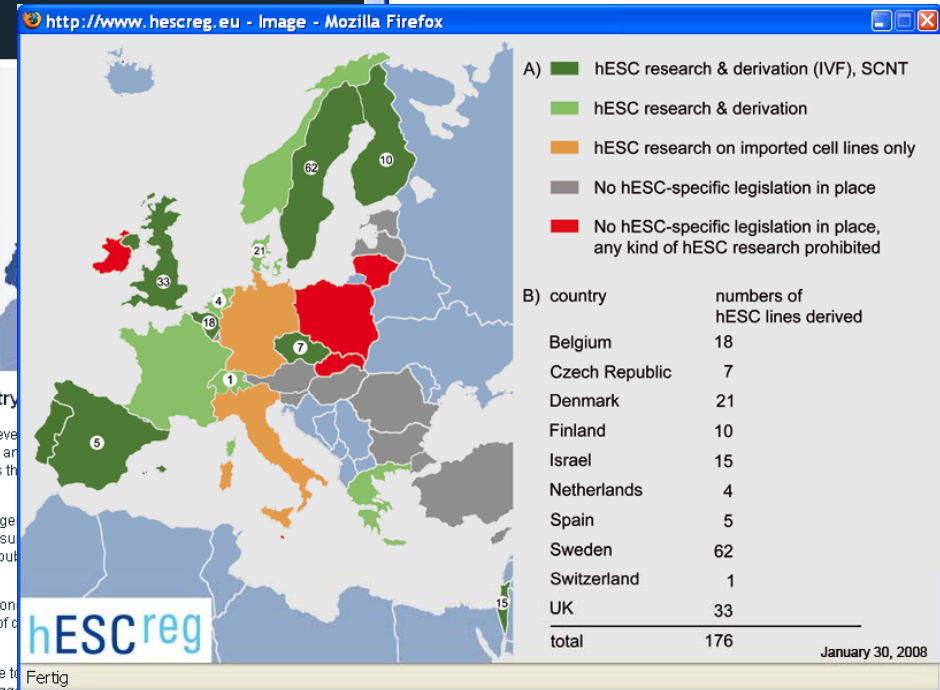 http://www.hescreg.eu - Image - Mozilla Firefox
A) hESC research & derivation (IVF), SCNT
hESC research & derivation
hESC research on imported cell lines only
No hESC-specific legislation in place
No hESC-specific legislation in place,
any kind of hESC research prohibited
62
10
21
33
4
18
7
1
5
15
B) country numbers of
hESC lines derived
Belgium 18
Czech Republic 7
Denmark 21
Finland 10
Israel 15
Netherlands 4
Spain 5
Sweden 62
Switzerland 1
UK 33
total 176
January 30, 2008
hESCreg
Fertig